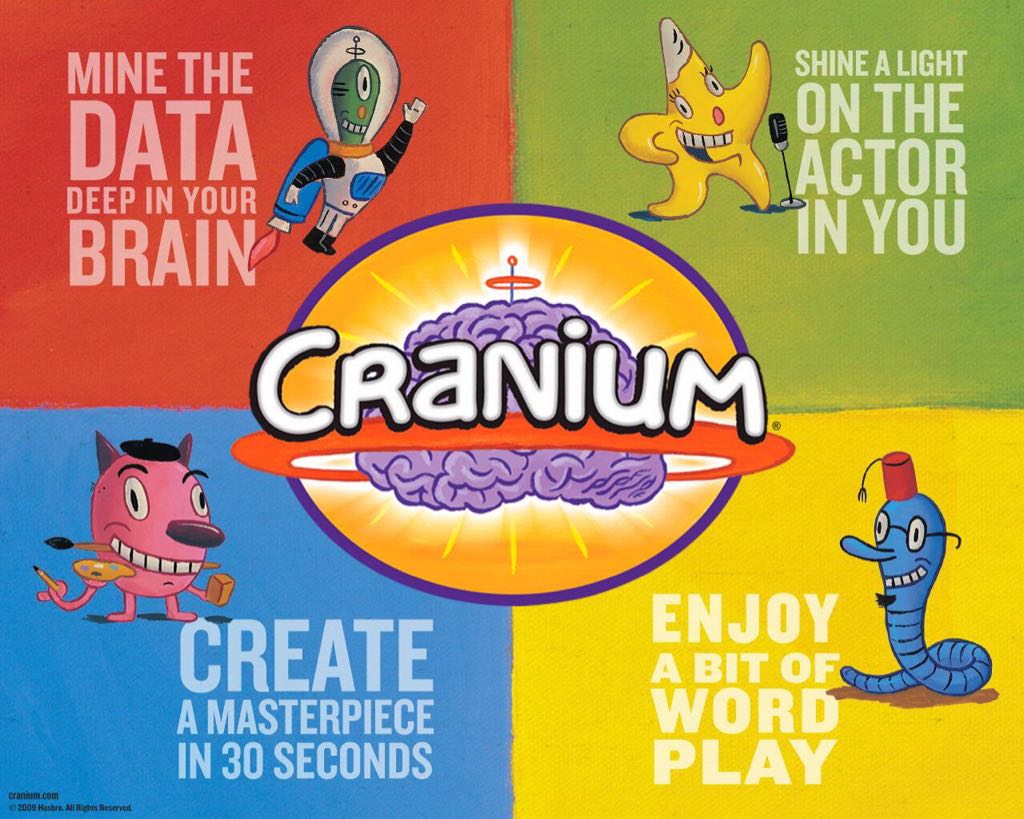 MINE THE
DATA
DEEP IN YOUR
BRAIN
SHINE A LIGHT
ON THE
ACTOR
IN YOU
CRANIUM®
CREATE
A MASTERPIECE
IN 30 SECONDS
ENJOY
A BIT OF
WORD
PLAY
cranium.com
© 2009 Hasbro. All Rights Reserved.